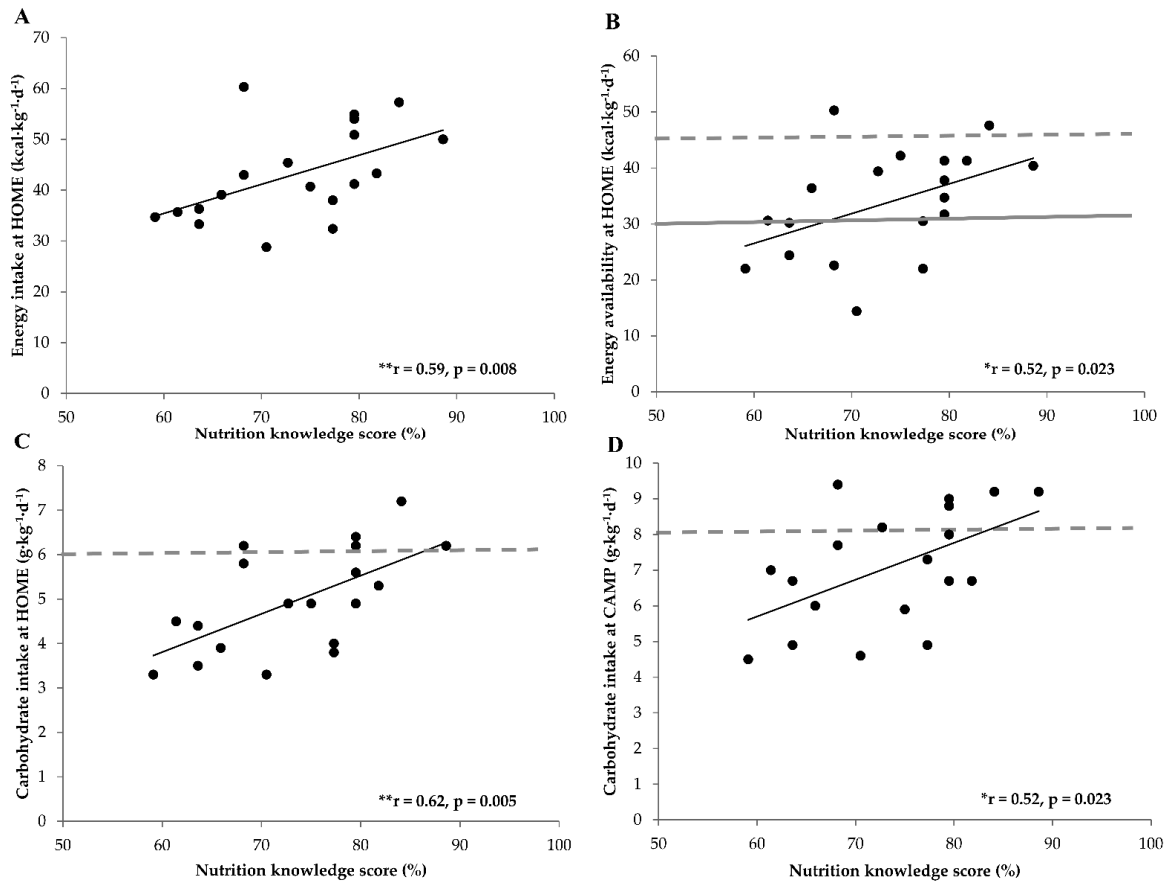 A
Energy intake at HOME (kcal·kg⁻¹·d⁻¹)
70
60
50
40
30
20
10
0
**r = 0.59, p = 0.008
50 60 70 80 90 100
Nutrition knowledge score (%)
B
Energy availability at HOME (kcal·kg⁻¹·d⁻¹)
60
50
40
30
20
10
0
*r = 0.52, p = 0.023
50 60 70 80 90 100
Nutrition knowledge score (%)
C
Carbohydrate intake at HOME (g·kg⁻¹·d⁻¹)
8
7
6
5
4
3
2
1
0
**r = 0.62, p = 0.005
50 60 70 80 90 100
Nutrition knowledge score (%)
D
Carbohydrate intake at CAMP (g·kg⁻¹·d⁻¹)
10
9
8
7
6
5
4
3
2
1
0
*r = 0.52, p = 0.023
50 60 70 80 90 100
Nutrition knowledge score (%)